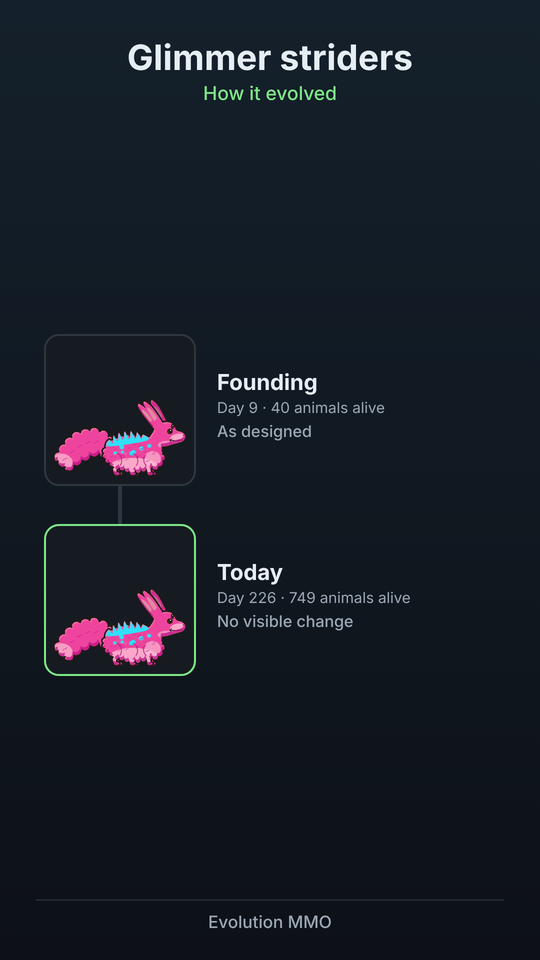 Glimmer striders
How it evolved
Founding
Day 9 · 40 animals alive
As designed
Today
Day 226 · 749 animals alive
No visible change
Evolution MMO